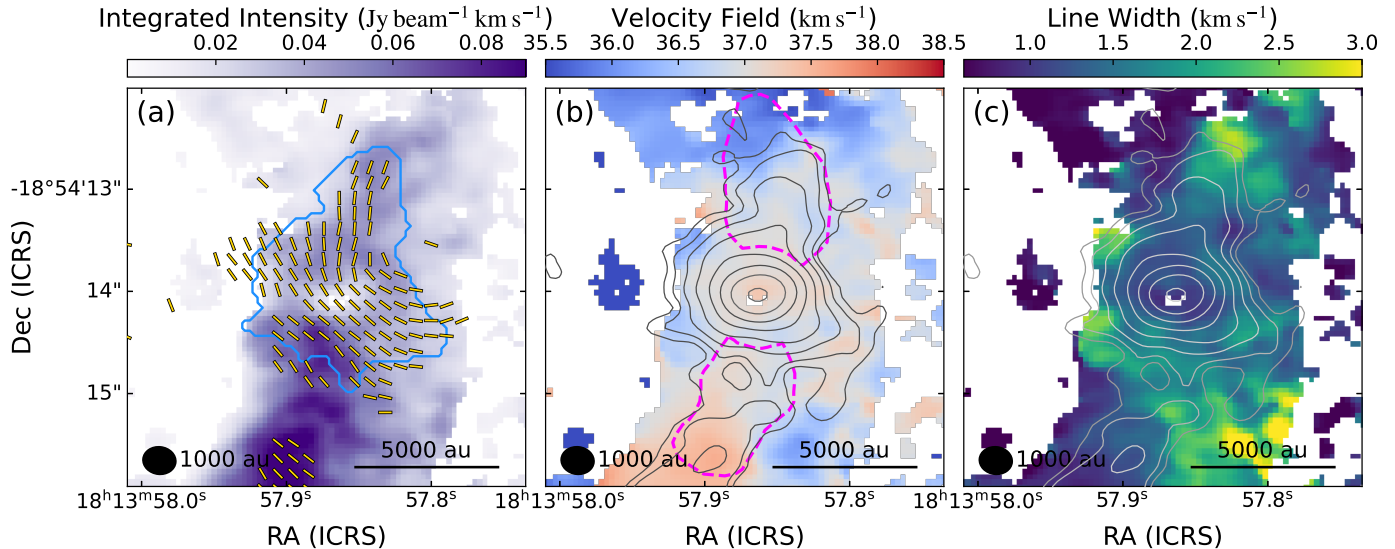 Integrated Intensity (Jy beam⁻¹ km s⁻¹)
0.02 0.04 0.06 0.08
Velocity Field (km s⁻¹)
35.5 36.0 36.5 37.0 37.5 38.0 38.5
Line Width (km s⁻¹)
1.0 1.5 2.0 2.5 3.0
(a)
(b)
(c)
Dec (ICRS)
-18°54'13"
14"
15"
1000 au
5000 au
1000 au
5000 au
1000 au
5000 au
18ʰ13ᵐ58.0ˢ 57.9ˢ 57.8ˢ
18ʰ13ᵐ58.0ˢ 57.9ˢ 57.8ˢ
18ʰ13ᵐ58.0ˢ 57.9ˢ 57.8ˢ
RA (ICRS)
RA (ICRS)
RA (ICRS)